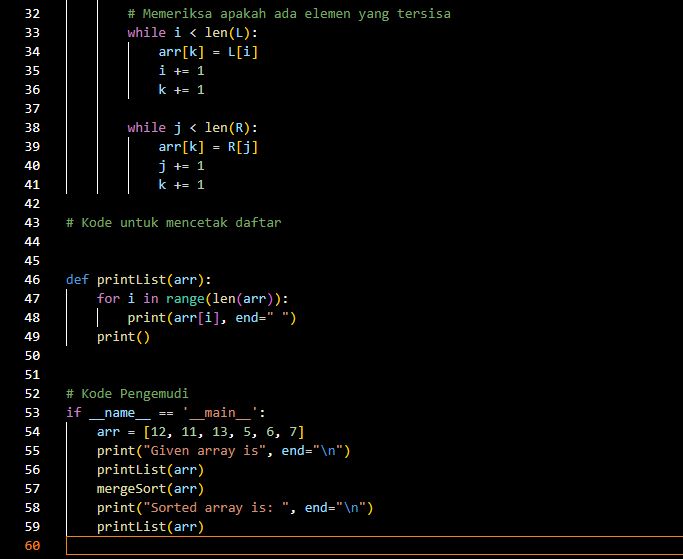 32 # Memeriksa apakah ada elemen yang tersisa
33 while i < len(L):
34 arr[k] = L[i]
35 i += 1
36 k += 1
37
38 while j < len(R):
39 arr[k] = R[j]
40 j += 1
41 k += 1
42
43 # Kode untuk mencetak daftar
44
45
46 def printList(arr):
47 for i in range(len(arr)):
48 print(arr[i], end=" ")
49 print()
50
51
52 # Kode Pengemudi
53 if __name__ == '__main__':
54 arr = [12, 11, 13, 5, 6, 7]
55 print("Given array is", end="\n")
56 printList(arr)
57 mergeSort(arr)
58 print("Sorted array is: ", end="\n")
59 printList(arr)
60